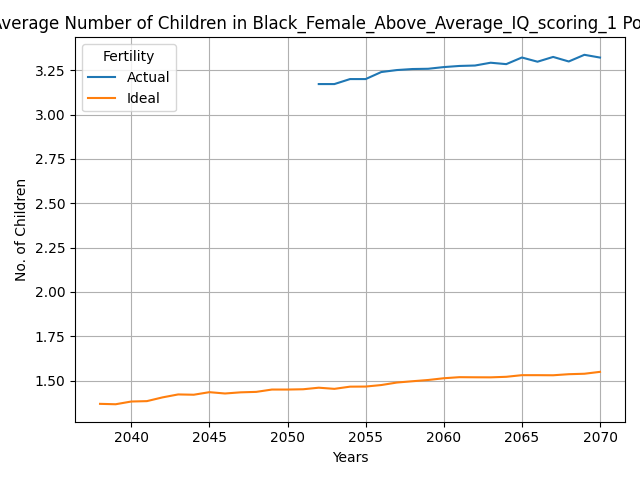 Average Number of Children in Black_Female_Above_Average_IQ_scoring_1 Po
Fertility
Actual
Ideal
3.25
3.00
2.75
2.50
2.25
2.00
1.75
1.50
No. of Children
2040 2045 2050 2055 2060 2065 2070
Years